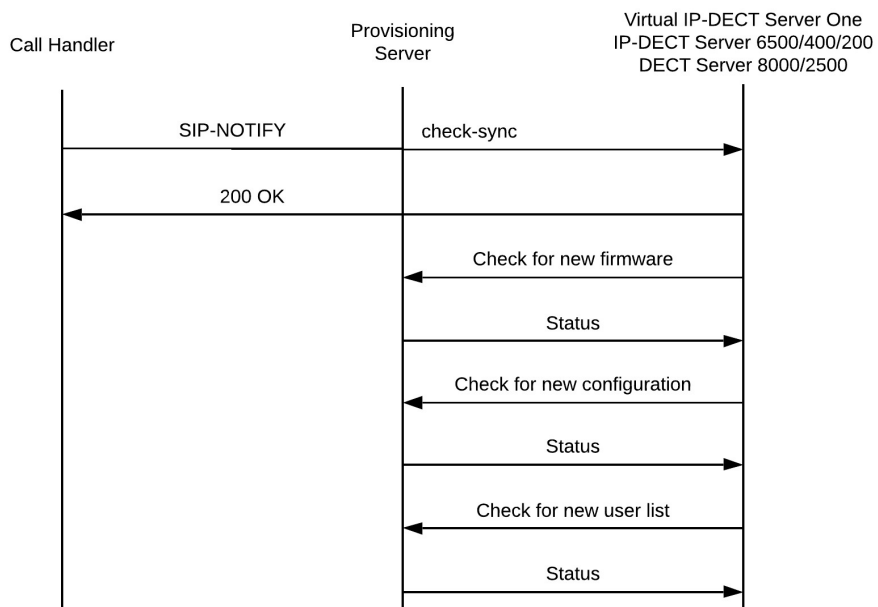 Call Handler
Provisioning
Server
Virtual IP-DECT Server One
IP-DECT Server 6500/400/200
DECT Server 8000/2500
SIP-NOTIFY
check-sync
200 OK
Check for new firmware
Status
Check for new configuration
Status
Check for new user list
Status